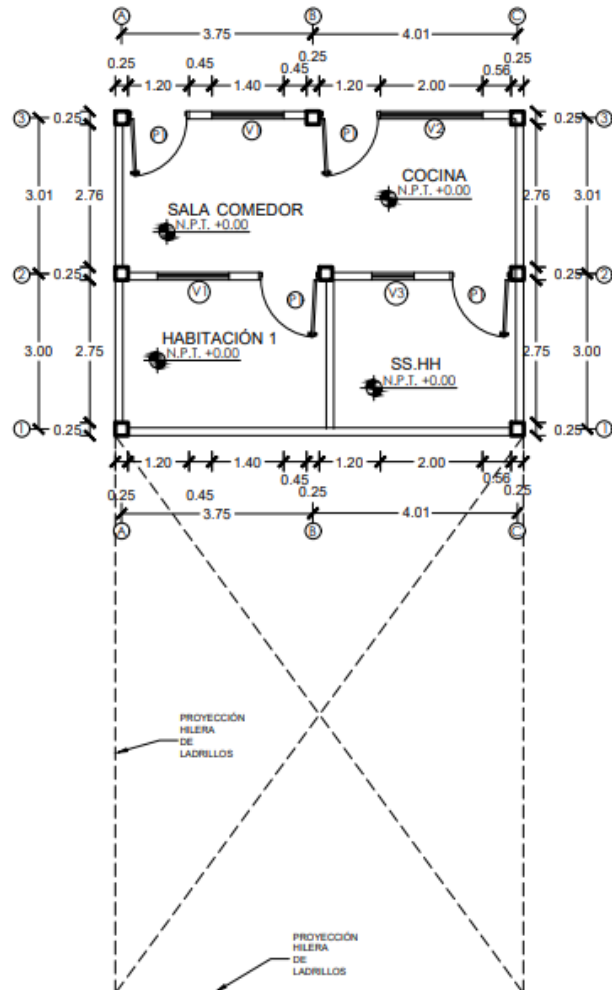 A B C
3.75 4.01
0.25 0.25 0.25
1.20 0.45 1.40 0.45 1.20 2.00 0.56
3 0.25 0.25 3
P1 V1 P1 V2
COCINA
N.P.T. +0.00
3.01 2.76 2.76 3.01
SALA COMEDOR
N.P.T. +0.00
2 0.25 0.25 2
V1 P1 V3 P1
HABITACIÓN 1
N.P.T. +0.00
3.00 2.75 2.75 3.00
SS.HH
N.P.T. +0.00
1 0.25 0.25 1
1.20 1.40 1.20 2.00
0.45 0.45 0.56
0.25 0.25 0.25
3.75 4.01
A B C
PROYECCIÓN
HILERA
DE
LADRILLOS
PROYECCIÓN
HILERA
DE
LADRILLOS